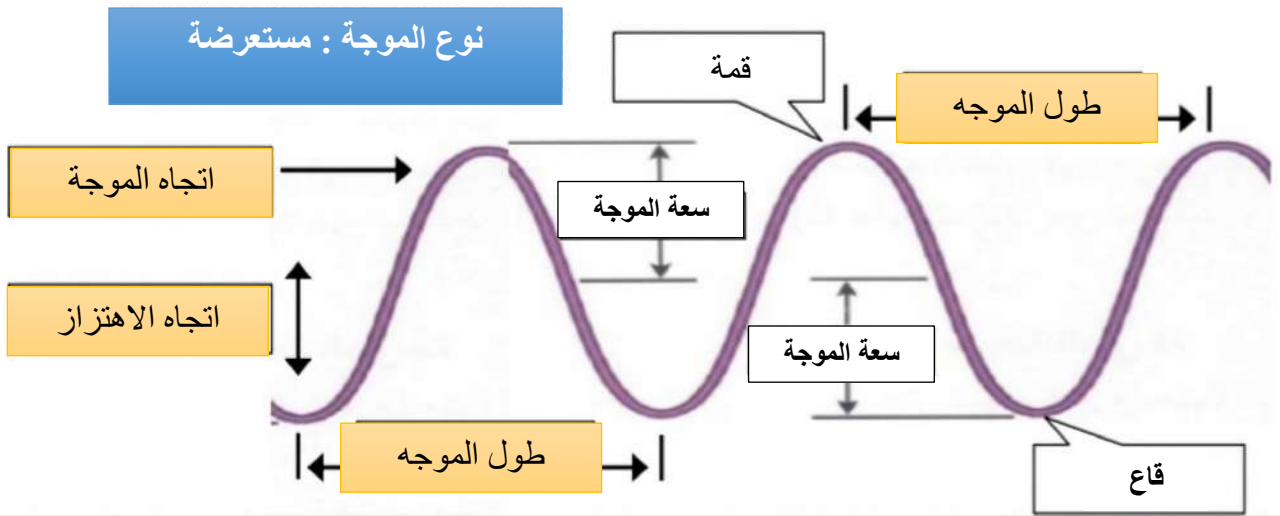 نوع الموجة : مستعرضة
قمة
طول الموجه
اتجاه الموجة
سعة الموجة
اتجاه الاهتزاز
سعة الموجة
طول الموجه
قاع